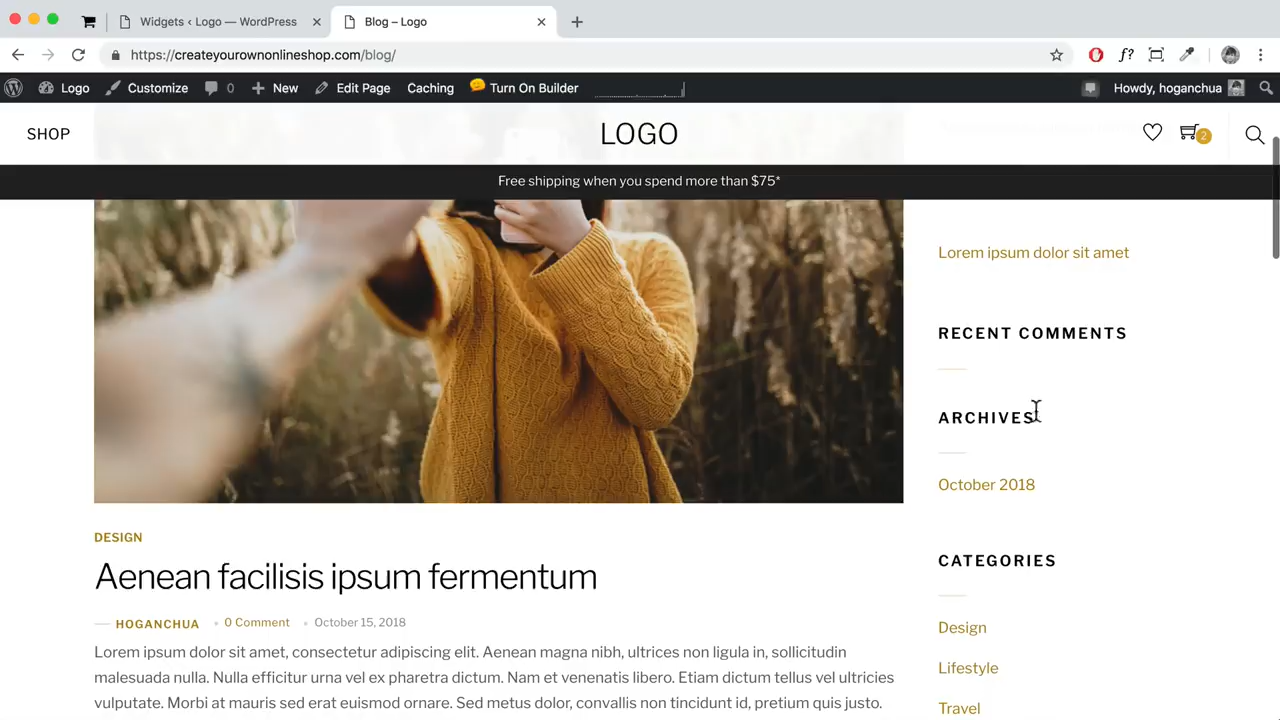 Widgets ‹ Logo — WordPress
Blog – Logo
https://createyourownonlineshop.com/blog/
f?
Logo
Customize
0
New
Edit Page
Caching
Turn On Builder
Howdy, hoganchua
SHOP
LOGO
2
Free shipping when you spend more than $75*
Lorem ipsum dolor sit amet
RECENT COMMENTS
ARCHIVES
October 2018
CATEGORIES
Design
Lifestyle
Travel
DESIGN
Aenean facilisis ipsum fermentum
HOGANCHUA
0 Comment
October 15, 2018
Lorem ipsum dolor sit amet, consectetur adipiscing elit. Aenean magna nibh, ultrices non ligula in, sollicitudin
malesuada nulla. Nulla efficitur urna vel ex pharetra dictum. Nam et venenatis libero. Etiam dictum tellus vel ultricies
vulputate. Morbi at mauris sed erat euismod ornare. Sed metus dolor, convallis non tincidunt id, pretium quis justo.